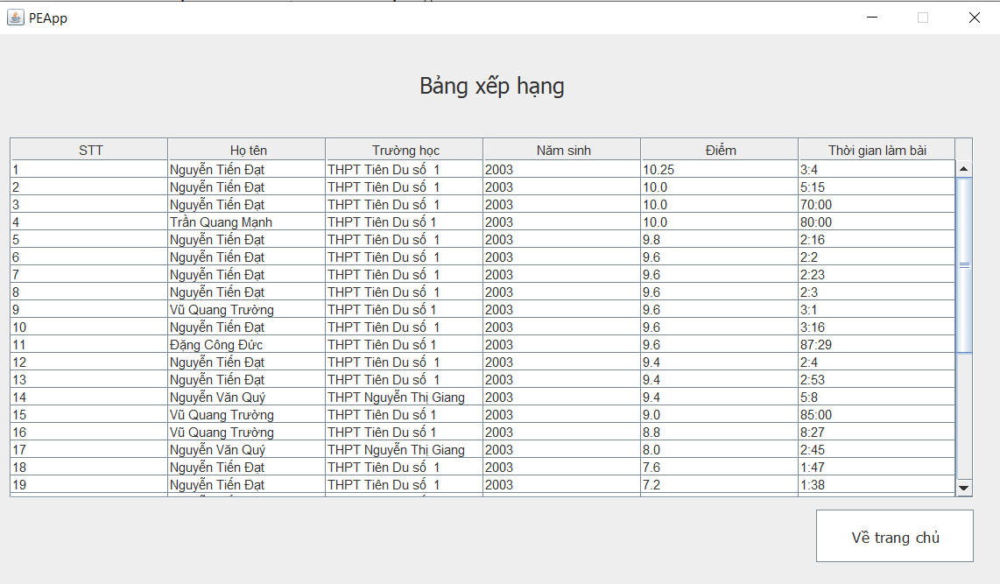 PEApp
Bảng xếp hạng
STT Họ tên Trường học Năm sinh Điểm Thời gian làm bài
1 Nguyễn Tiến Đạt THPT Tiên Du số  1 2003 10.25 3:4
2 Nguyễn Tiến Đạt THPT Tiên Du số  1 2003 10.0 5:15
3 Nguyễn Tiến Đạt THPT Tiên Du số  1 2003 10.0 70:00
4 Trần Quang Mạnh THPT Tiên Du số 1 2003 10.0 80:00
5 Nguyễn Tiến Đạt THPT Tiên Du số  1 2003 9.8 2:16
6 Nguyễn Tiến Đạt THPT Tiên Du số  1 2003 9.6 2:2
7 Nguyễn Tiến Đạt THPT Tiên Du số  1 2003 9.6 2:23
8 Nguyễn Tiến Đạt THPT Tiên Du số  1 2003 9.6 2:3
9 Vũ Quang Trường THPT Tiên Du số 1 2003 9.6 3:1
10 Nguyễn Tiến Đạt THPT Tiên Du số  1 2003 9.6 3:16
11 Đặng Công Đức THPT Tiên Du số 1 2003 9.6 87:29
12 Nguyễn Tiến Đạt THPT Tiên Du số  1 2003 9.4 2:4
13 Nguyễn Tiến Đạt THPT Tiên Du số  1 2003 9.4 2:53
14 Nguyễn Văn Quý THPT Nguyễn Thị Giang 2003 9.4 5:8
15 Vũ Quang Trường THPT Tiên Du số 1 2003 9.0 85:00
16 Vũ Quang Trường THPT Tiên Du số 1 2003 8.8 8:27
17 Nguyễn Văn Quý THPT Nguyễn Thị Giang 2003 8.0 2:45
18 Nguyễn Tiến Đạt THPT Tiên Du số  1 2003 7.6 1:47
19 Nguyễn Tiến Đạt THPT Tiên Du số  1 2003 7.2 1:38
Về trang chủ